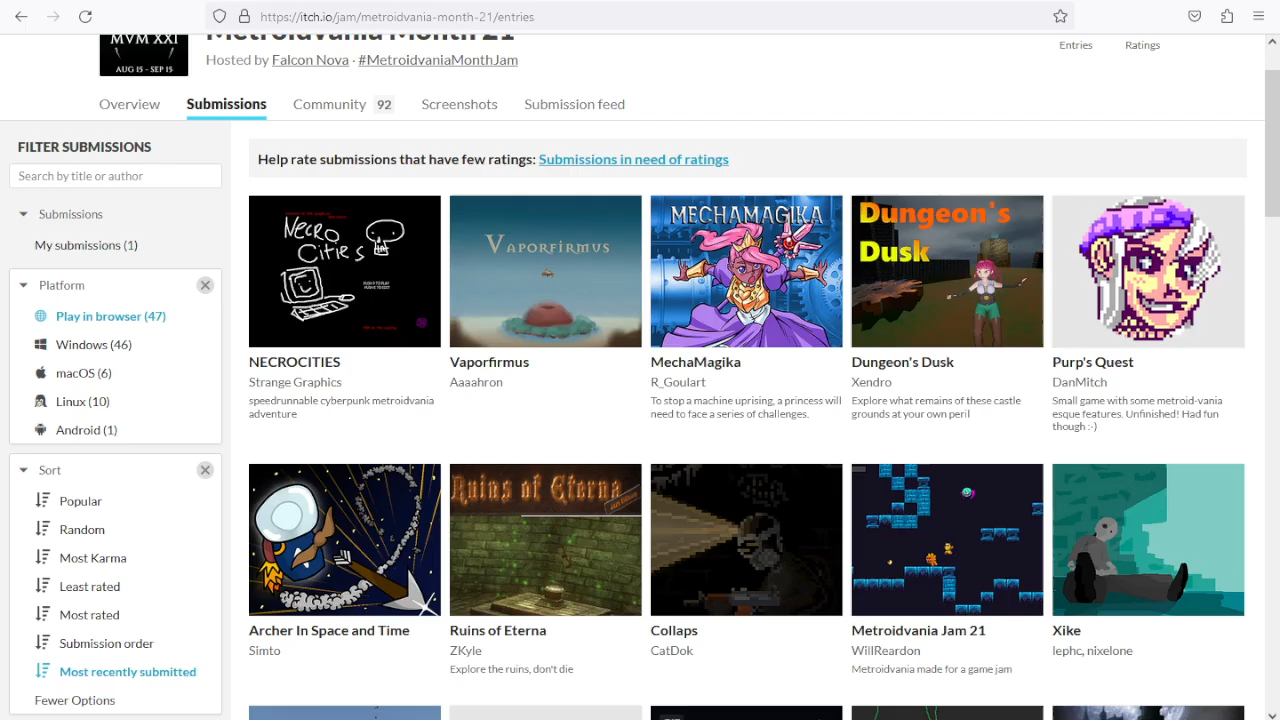 https://itch.io/jam/metroidvania-month-21/entries
MVM XXI
AUG 15 - SEP 15
Metroidvania Month 21
Hosted by Falcon Nova · #MetroidvaniaMonthJam
Entries
Ratings
Overview
Submissions
Community 92
Screenshots
Submission feed
FILTER SUBMISSIONS
Search by title or author
Submissions
My submissions (1)
Platform
Play in browser (47)
Windows (46)
macOS (6)
Linux (10)
Android (1)
Sort
Popular
Random
Most Karma
Least rated
Most rated
Submission order
Most recently submitted
Fewer Options
Help rate submissions that have few ratings: Submissions in need of ratings
Necro
Cities
VAPORFIRMUS
MECHAMAGIKA
Dungeon's
Dusk
NECROCITIES
Strange Graphics
speedrunnable cyberpunk metroidvania
adventure
Vaporfirmus
Aaaahron
MechaMagika
R_Goulart
To stop a machine uprising, a princess will
need to face a series of challenges.
Dungeon's Dusk
Xendro
Explore what remains of these castle
grounds at your own peril
Purp's Quest
DanMitch
Small game with some metroid-vania
esque features. Unfinished! Had fun
though :-)
Ruins of Eterna
Archer In Space and Time
Simto
Ruins of Eterna
ZKyle
Explore the ruins, don't die
Collaps
CatDok
Metroidvania Jam 21
WillReardon
Metroidvania made for a game jam
Xike
lephc, nixelone